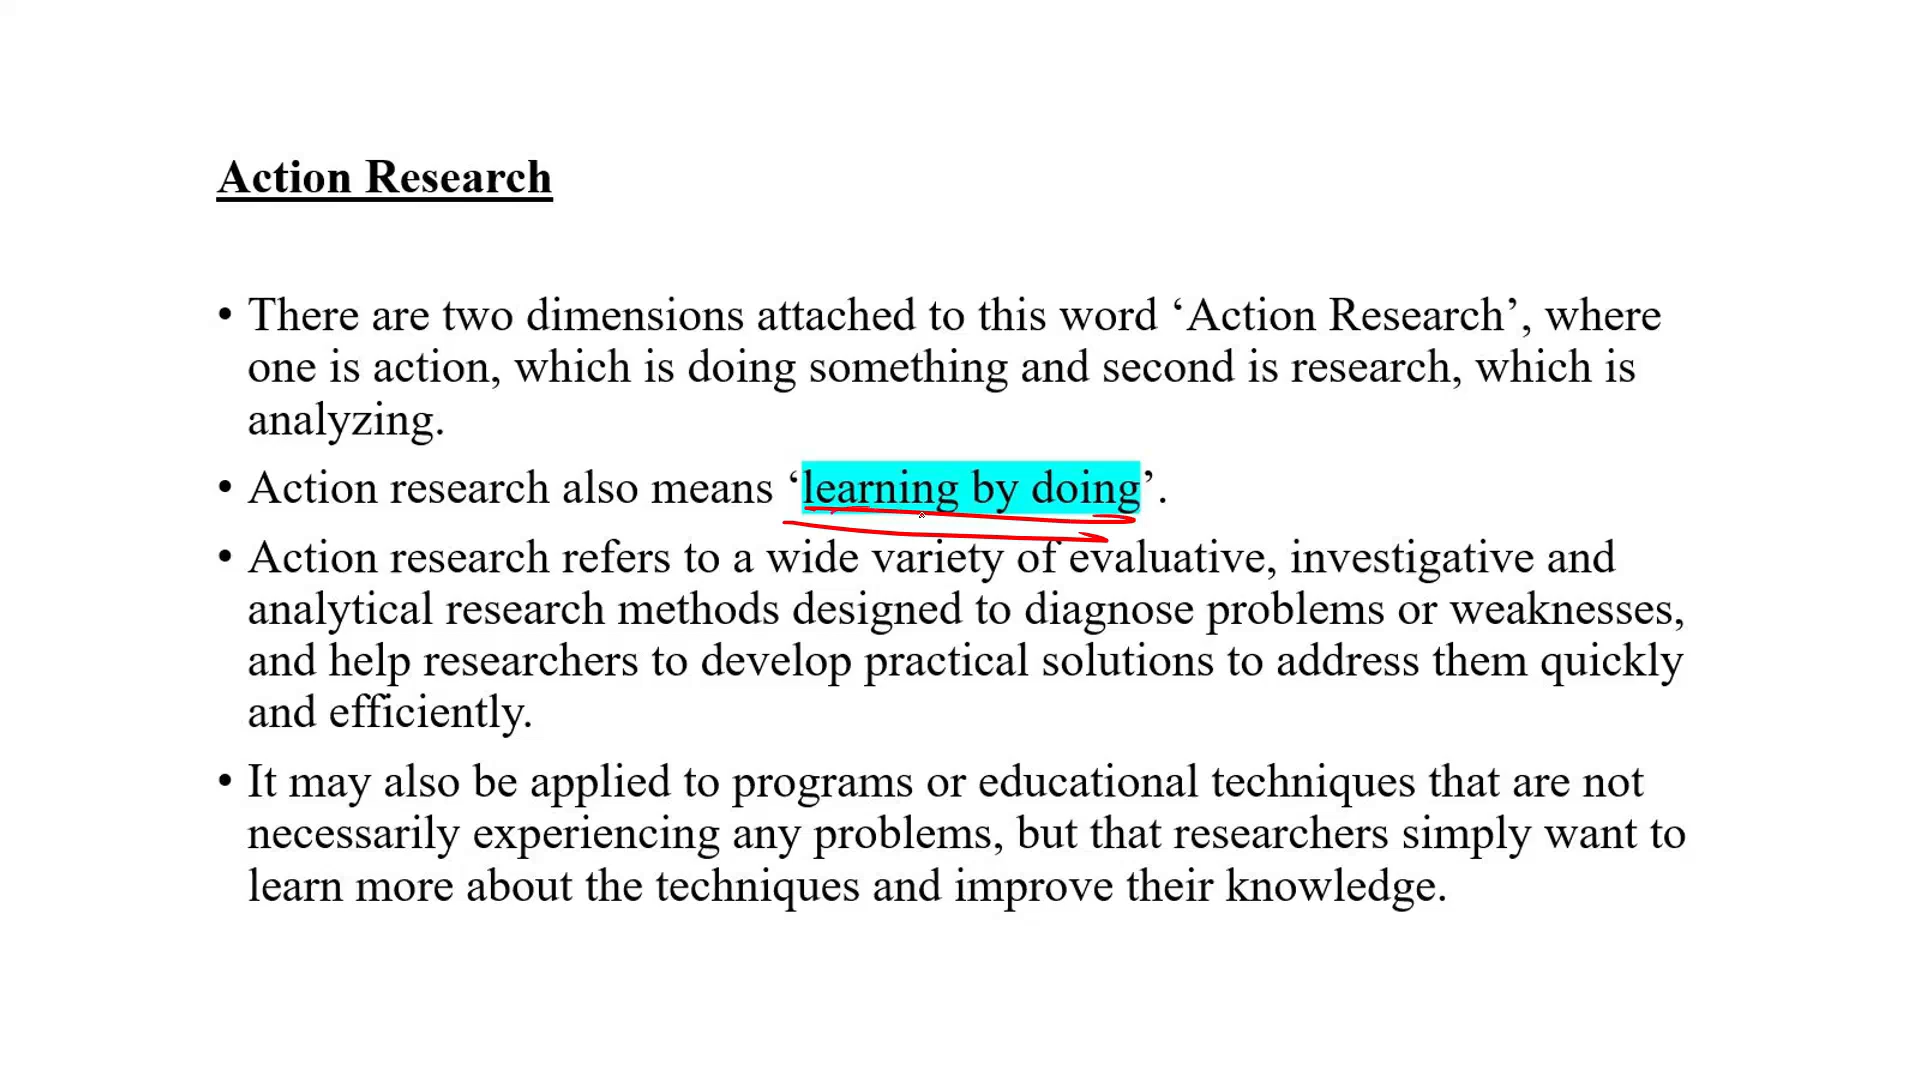 Action Research
• There are two dimensions attached to this word ‘Action Research’, where
one is action, which is doing something and second is research, which is
analyzing.
• Action research also means ‘learning by doing’.
• Action research refers to a wide variety of evaluative, investigative and
analytical research methods designed to diagnose problems or weaknesses,
and help researchers to develop practical solutions to address them quickly
and efficiently.
• It may also be applied to programs or educational techniques that are not
necessarily experiencing any problems, but that researchers simply want to
learn more about the techniques and improve their knowledge.